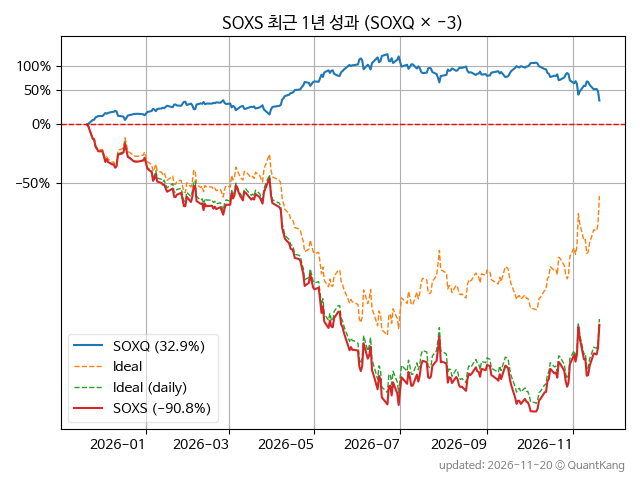 SOXS 최근 1년 성과 (SOXQ × −3)
100%
50%
0%
−50%
SOXQ (32.9%)
Ideal
Ideal (daily)
SOXS (−90.8%)
2026-01
2026-03
2026-05
2026-07
2026-09
2026-11
updated: 2026-11-20 © QuantKang